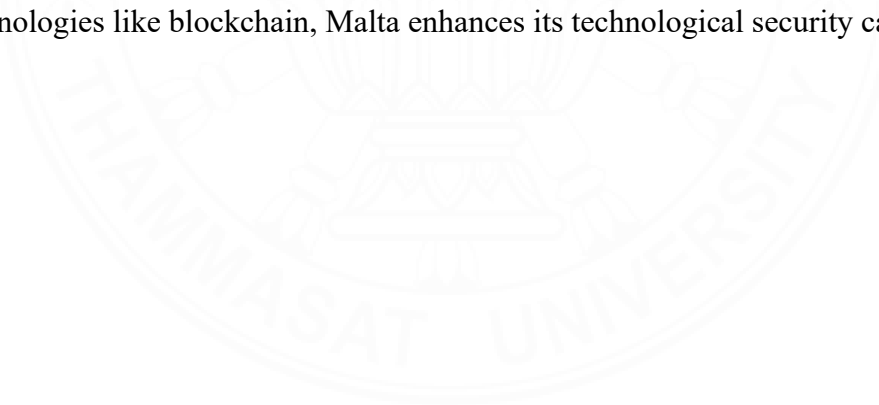 nologies like blockchain, Malta enhances its technological security ca
THAMMASAT UNIVERSITY